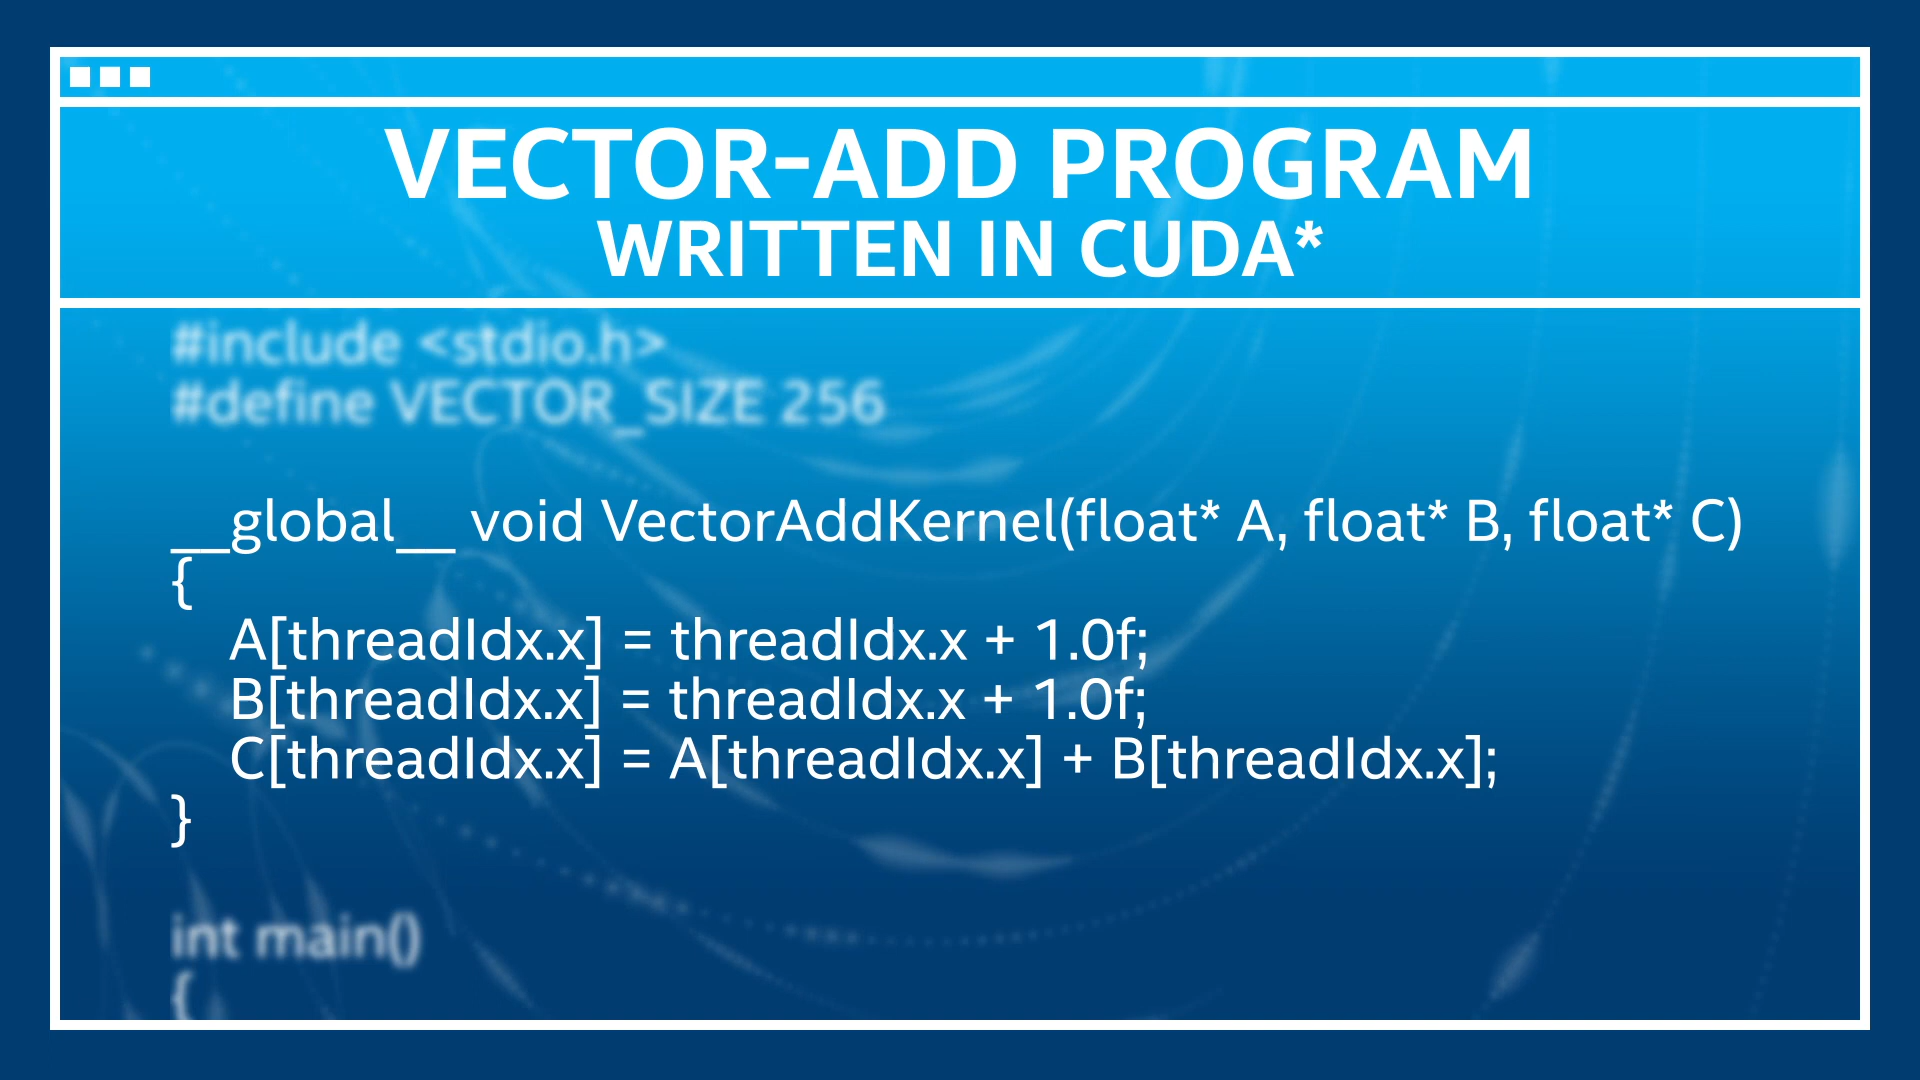 VECTOR-ADD PROGRAM
WRITTEN IN CUDA*
#include <stdio.h>
#define VECTOR_SIZE 256
__global__ void VectorAddKernel(float* A, float* B, float* C)
{
A[threadIdx.x] = threadIdx.x + 1.0f;
B[threadIdx.x] = threadIdx.x + 1.0f;
C[threadIdx.x] = A[threadIdx.x] + B[threadIdx.x];
}
int main()
{